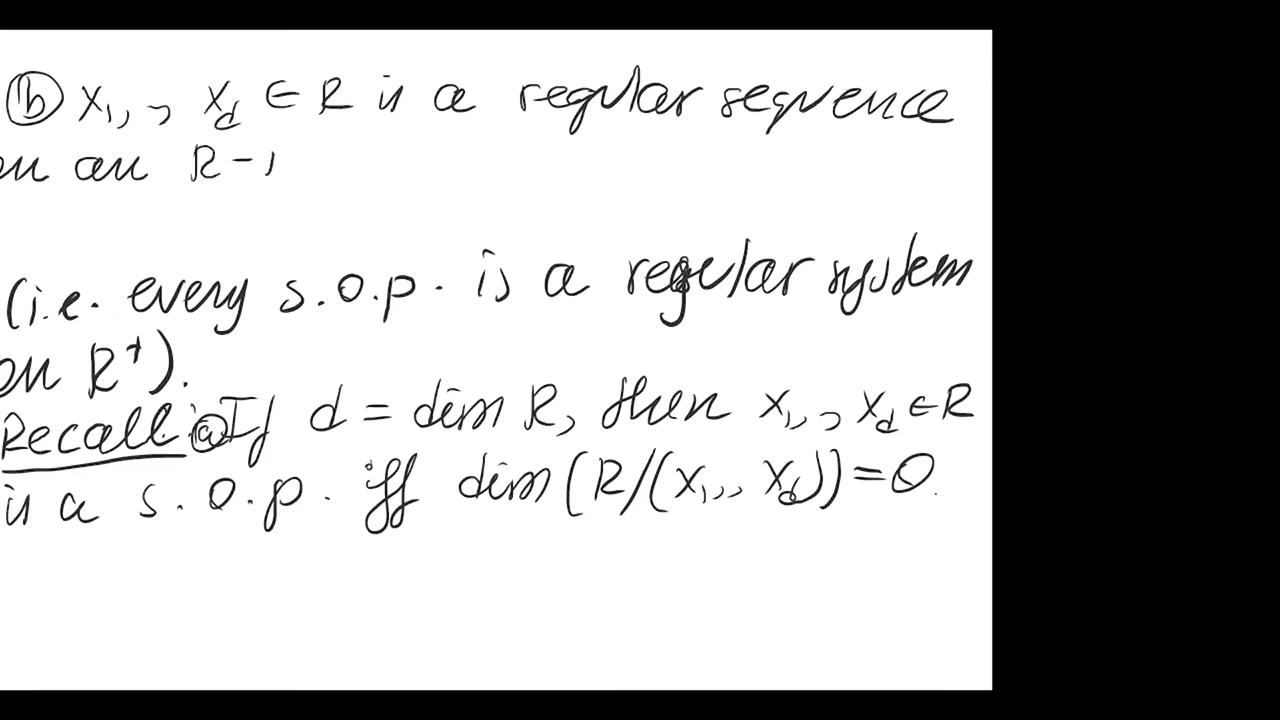 ⓑ x₁,, x_d ∈ R is a regular sequence
on an R-
(i.e. every s.o.p. is a regular system
on R⁺).
Recall: ⓐ If d = dim R, then x₁,, x_d ∈ R
is a s.o.p. iff dim (R/(x₁,, x_d)) = 0.